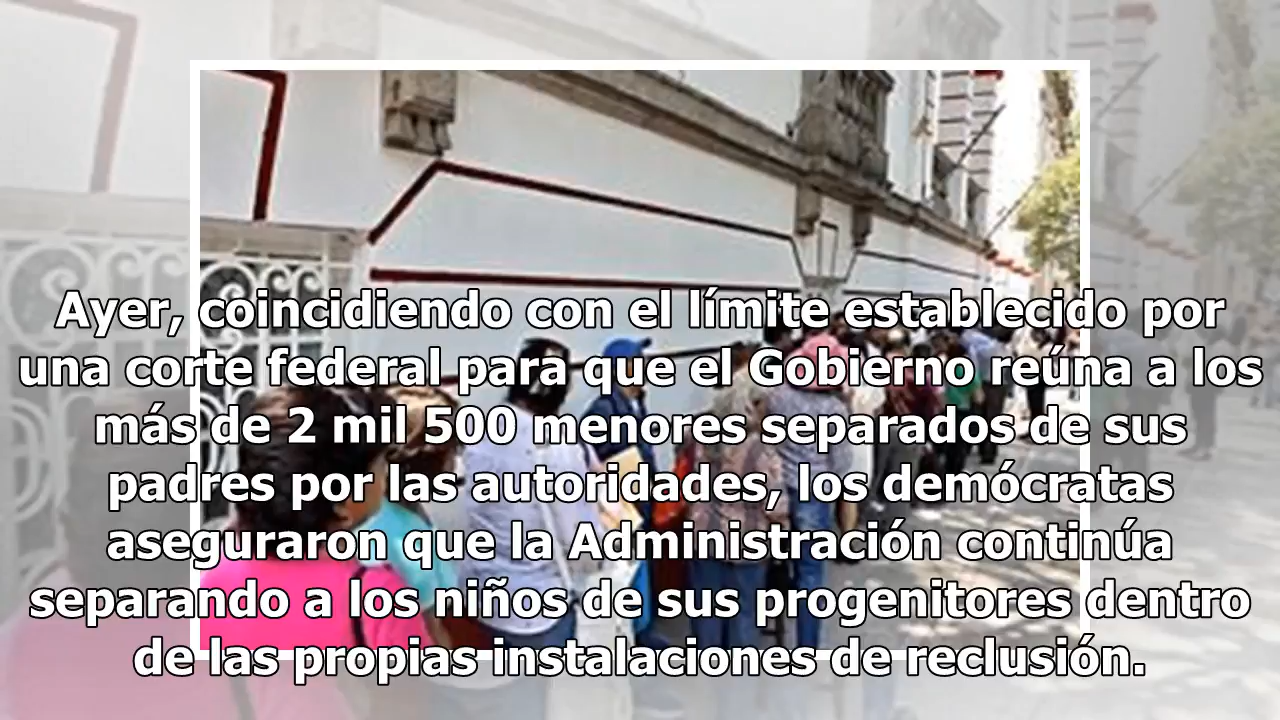 Ayer, coincidiendo con el límite establecido por
una corte federal para que el Gobierno reúna a los
más de 2 mil 500 menores separados de sus
padres por las autoridades, los demócratas
aseguraron que la Administración continúa
separando a los niños de sus progenitores dentro
de las propias instalaciones de reclusión.